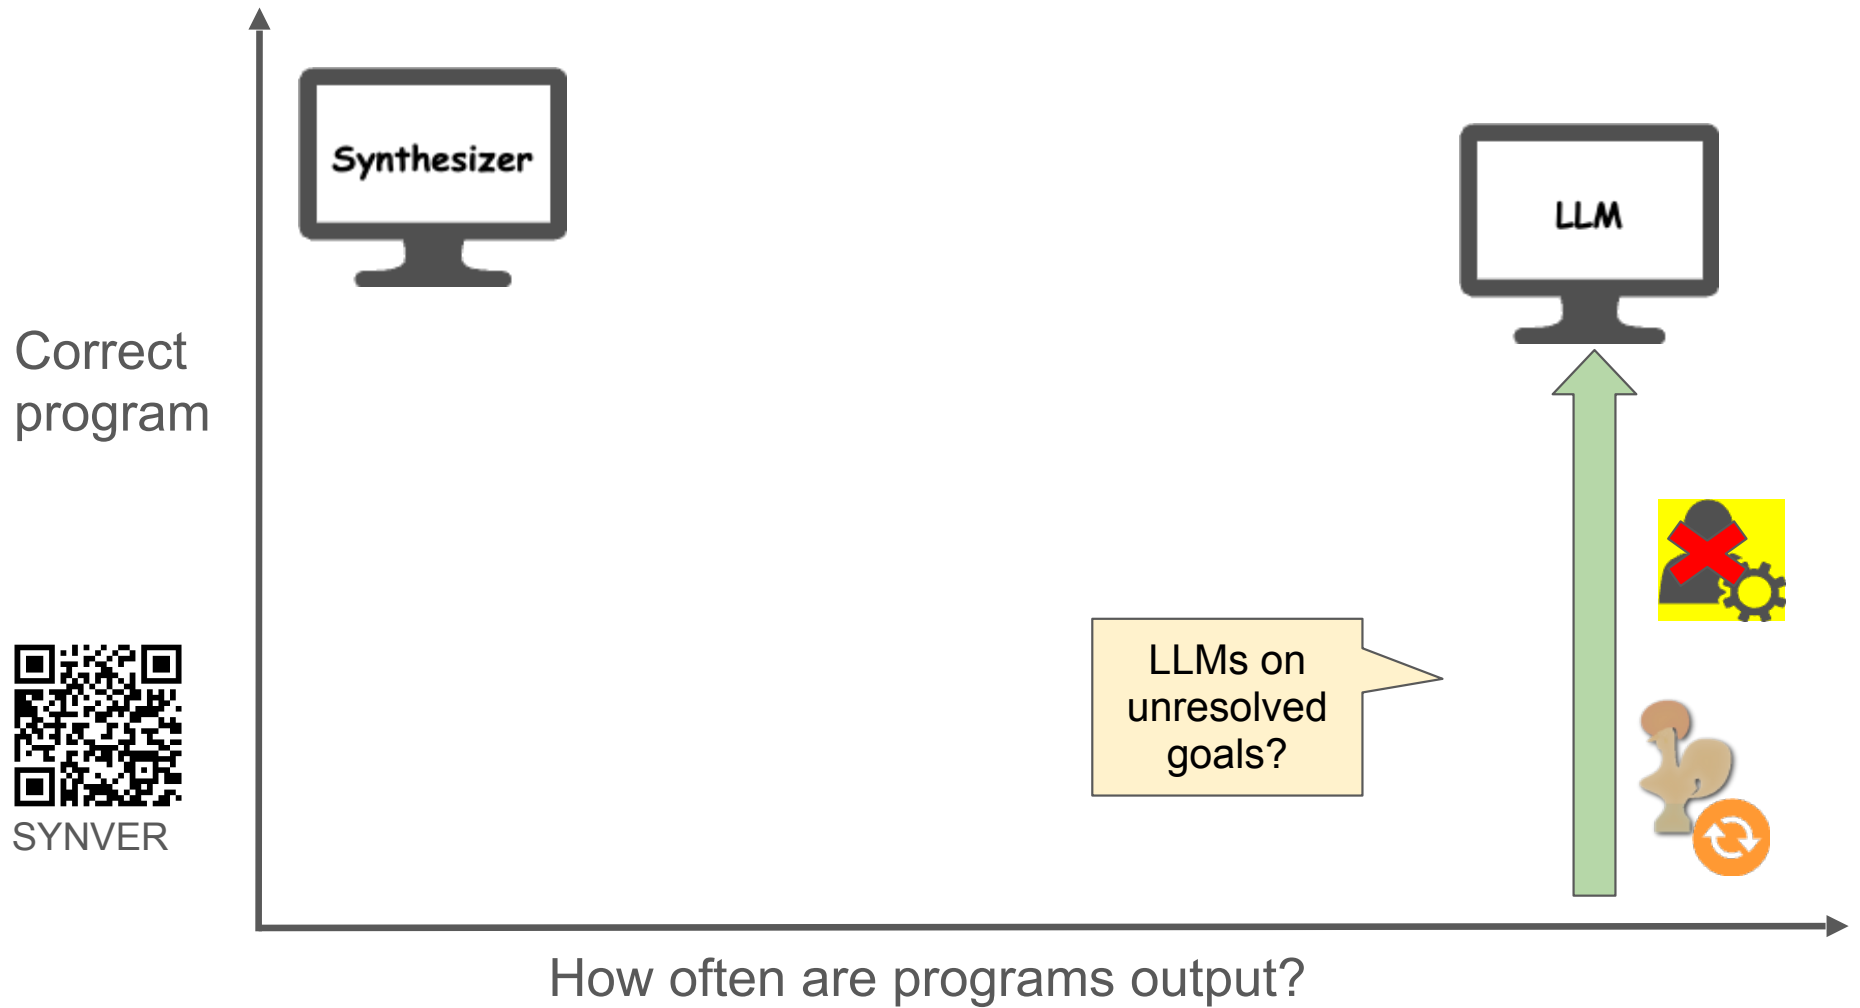 Synthesizer
LLM
Correct
program
LLMs on
unresolved
goals?
SYNVER
How often are programs output?